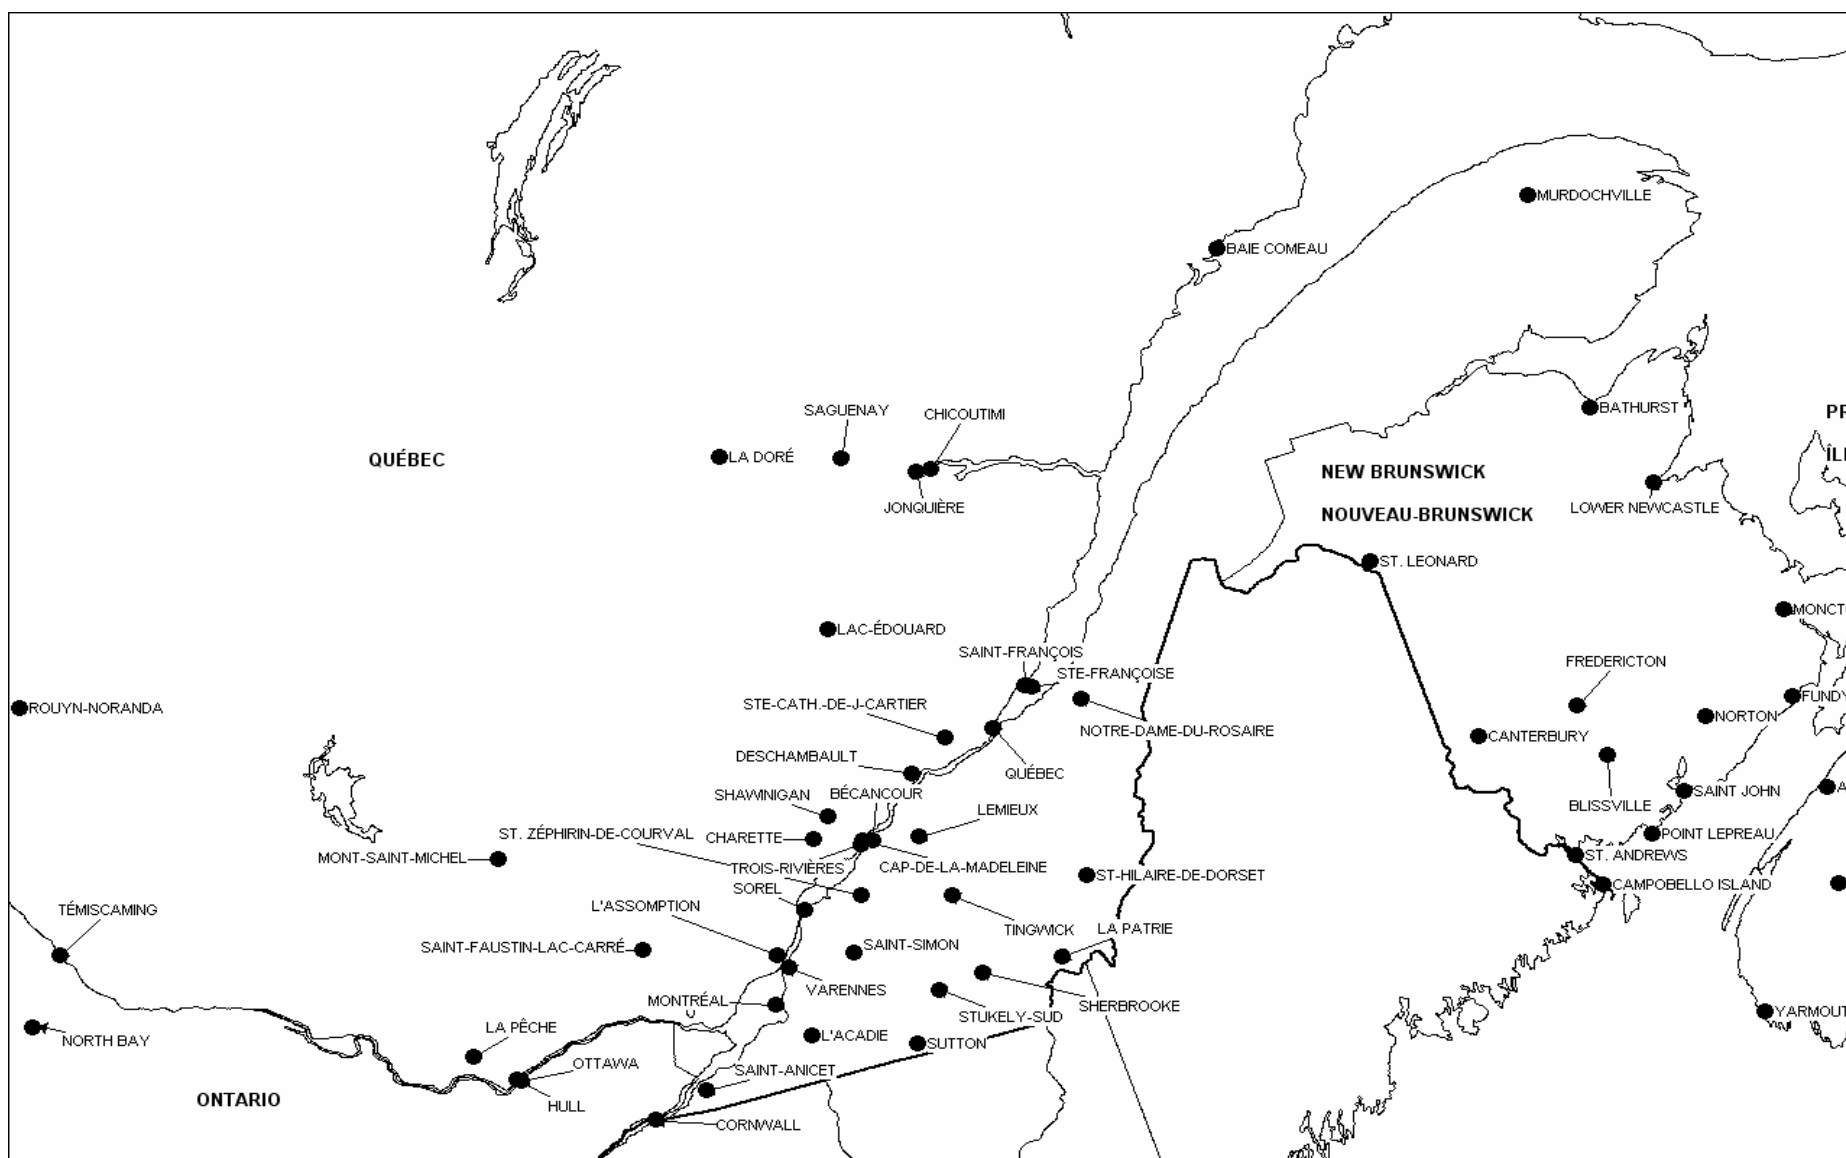 MURDOCHVILLE
BAIE COMEAU
SAGUENAY
CHICOUTIMI
BATHURST
PR
QUÉBEC
LA DORÉ
ÎLE
NEW BRUNSWICK
JONQUIÈRE
LOWER NEWCASTLE
NOUVEAU-BRUNSWICK
ST. LEONARD
MONCT
LAC-ÉDOUARD
SAINT-FRANÇOIS
STE-FRANÇOISE
FREDERICTON
FUNDY
ROUYN-NORANDA
STE-CATH.-DE-J-CARTIER
NORTON
NOTRE-DAME-DU-ROSAIRE
CANTERBURY
DESCHAMBAULT
QUÉBEC
SHAWINIGAN
BÉCANCOUR
SAINT JOHN
A
BLISSVILLE
LEMIEUX
ST. ZÉPHIRIN-DE-COURVAL
CHARETTE
POINT LEPREAU
MONT-SAINT-MICHEL
ST. ANDREWS
TROIS-RIVIÈRES
CAP-DE-LA-MADELEINE
ST-HILAIRE-DE-DORSET
CAMPOBELLO ISLAND
SOREL
L'ASSOMPTION
TÉMISCAMING
TINGWICK
LA PATRIE
SAINT-FAUSTIN-LAC-CARRÉ
SAINT-SIMON
VARENNES
MONTRÉAL
SHERBROOKE
STUKELY-SUD
YARMOUT
LA PÊCHE
NORTH BAY
L'ACADIE
SUTTON
OTTAWA
SAINT-ANICET
ONTARIO
HULL
CORNWALL